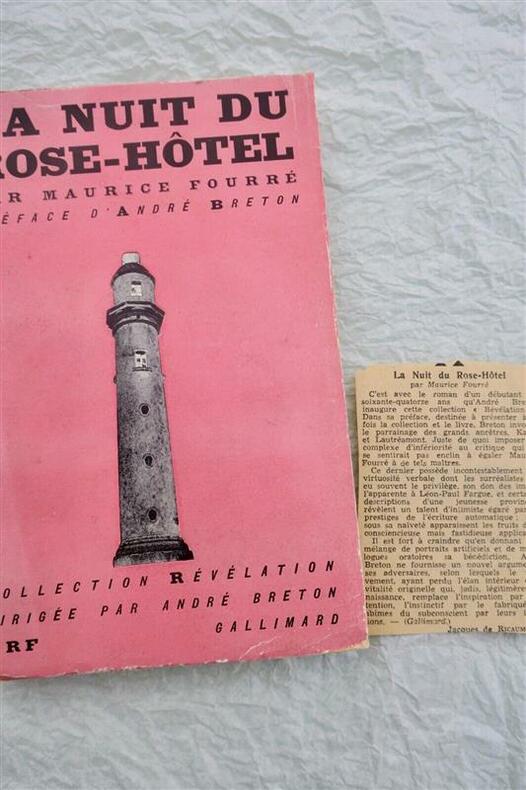 A NUIT DU
ROSE-HÔTEL
AR MAURICE FOURRÉ
ÉFACE D'ANDRÉ BRETON
OLLECTION RÉVÉLATION
IRIGÉE PAR ANDRÉ BRETON
GALLIMARD
RF
La Nuit du Rose-Hôtel
par Maurice Fourré
C'est avec le roman d'un débutant
soixante-quatorze ans qu'André Bre
inaugure cette collection « Révélation
Dans sa préface, destinée à présenter à
fois la collection et le livre, Breton invo
le parrainage des grands ancêtres, Ka
et Lautréamont. Juste de quoi imposer
complexe d'infériorité au critique qui
se sentirait pas enclin à égaler Mau
Fourré à de tels maîtres.
Ce dernier possède incontestablement
virtuosité verbale dont les surréalistes
eu souvent le privilège, son don des im
l'apparente à Léon-Paul Fargue, et certai
descriptions d'une jeunesse provinc
révèlent un talent d'intimiste égaré par
prestiges de l'écriture automatique :
sous sa naïveté apparaissent les fruits d
consciencieuse mais fastidieuse applica
Il est fort à craindre qu'en donnant
mélange de portraits artificiels et de m
logues oratoires sa bénédiction, A
Breton ne fournisse un nouvel argume
ses adversaires, selon lesquels le
vement, ayant perdu l'élan intérieur
vitalité originelle qui, jadis, légitimère
naissance, remplace l'inspiration par
tention, l'instinctif par le fabriqué
abimes du subconscient par leurs i
ions. — (Gallimard.)
Jacques de RICAUM